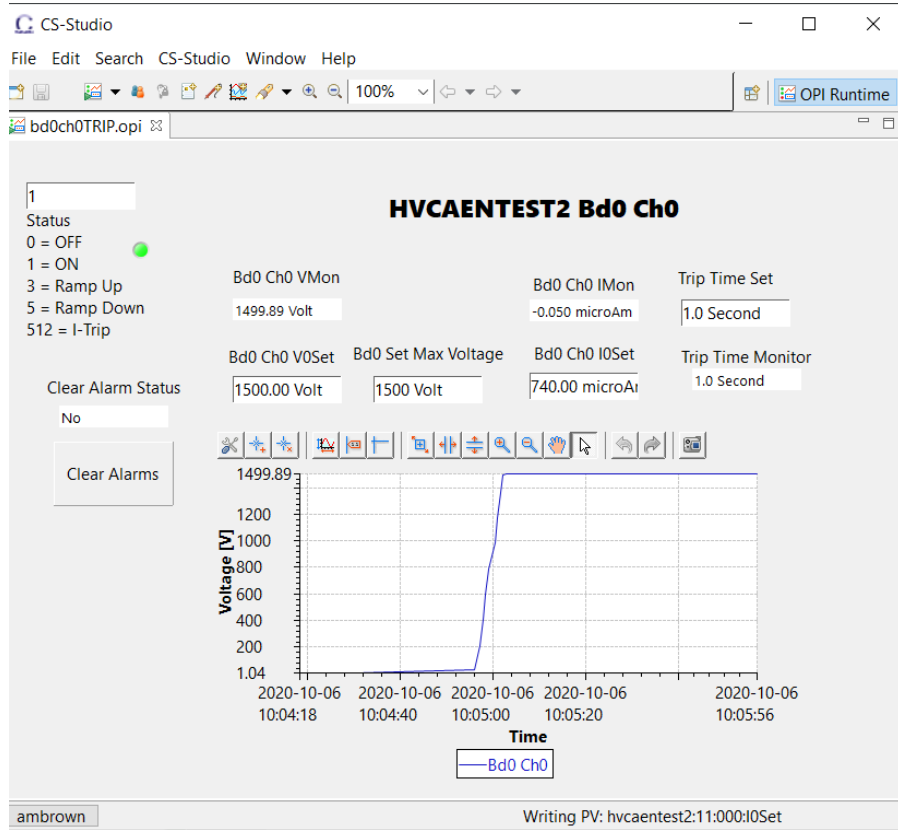 CS-Studio
File Edit Search CS-Studio Window Help
100%
OPI Runtime
bd0ch0TRIP.opi
1
Status
0 = OFF
1 = ON
3 = Ramp Up
5 = Ramp Down
512 = I-Trip
HVCAENTEST2 Bd0 Ch0
Bd0 Ch0 VMon
1499.89 Volt
Bd0 Ch0 IMon
-0.050 microAm
Trip Time Set
1.0 Second
Bd0 Ch0 V0Set
1500.00 Volt
Bd0 Set Max Voltage
1500 Volt
Bd0 Ch0 I0Set
740.00 microAr
Trip Time Monitor
1.0 Second
Clear Alarm Status
No
Clear Alarms
Voltage [V]
1499.89
1200
1000
800
600
400
200
1.04
2020-10-06 2020-10-06 2020-10-06 2020-10-06 2020-10-06
10:04:18 10:04:40 10:05:00 10:05:20 10:05:56
Time
Bd0 Ch0
ambrown
Writing PV: hvcaentest2:11:000:I0Set